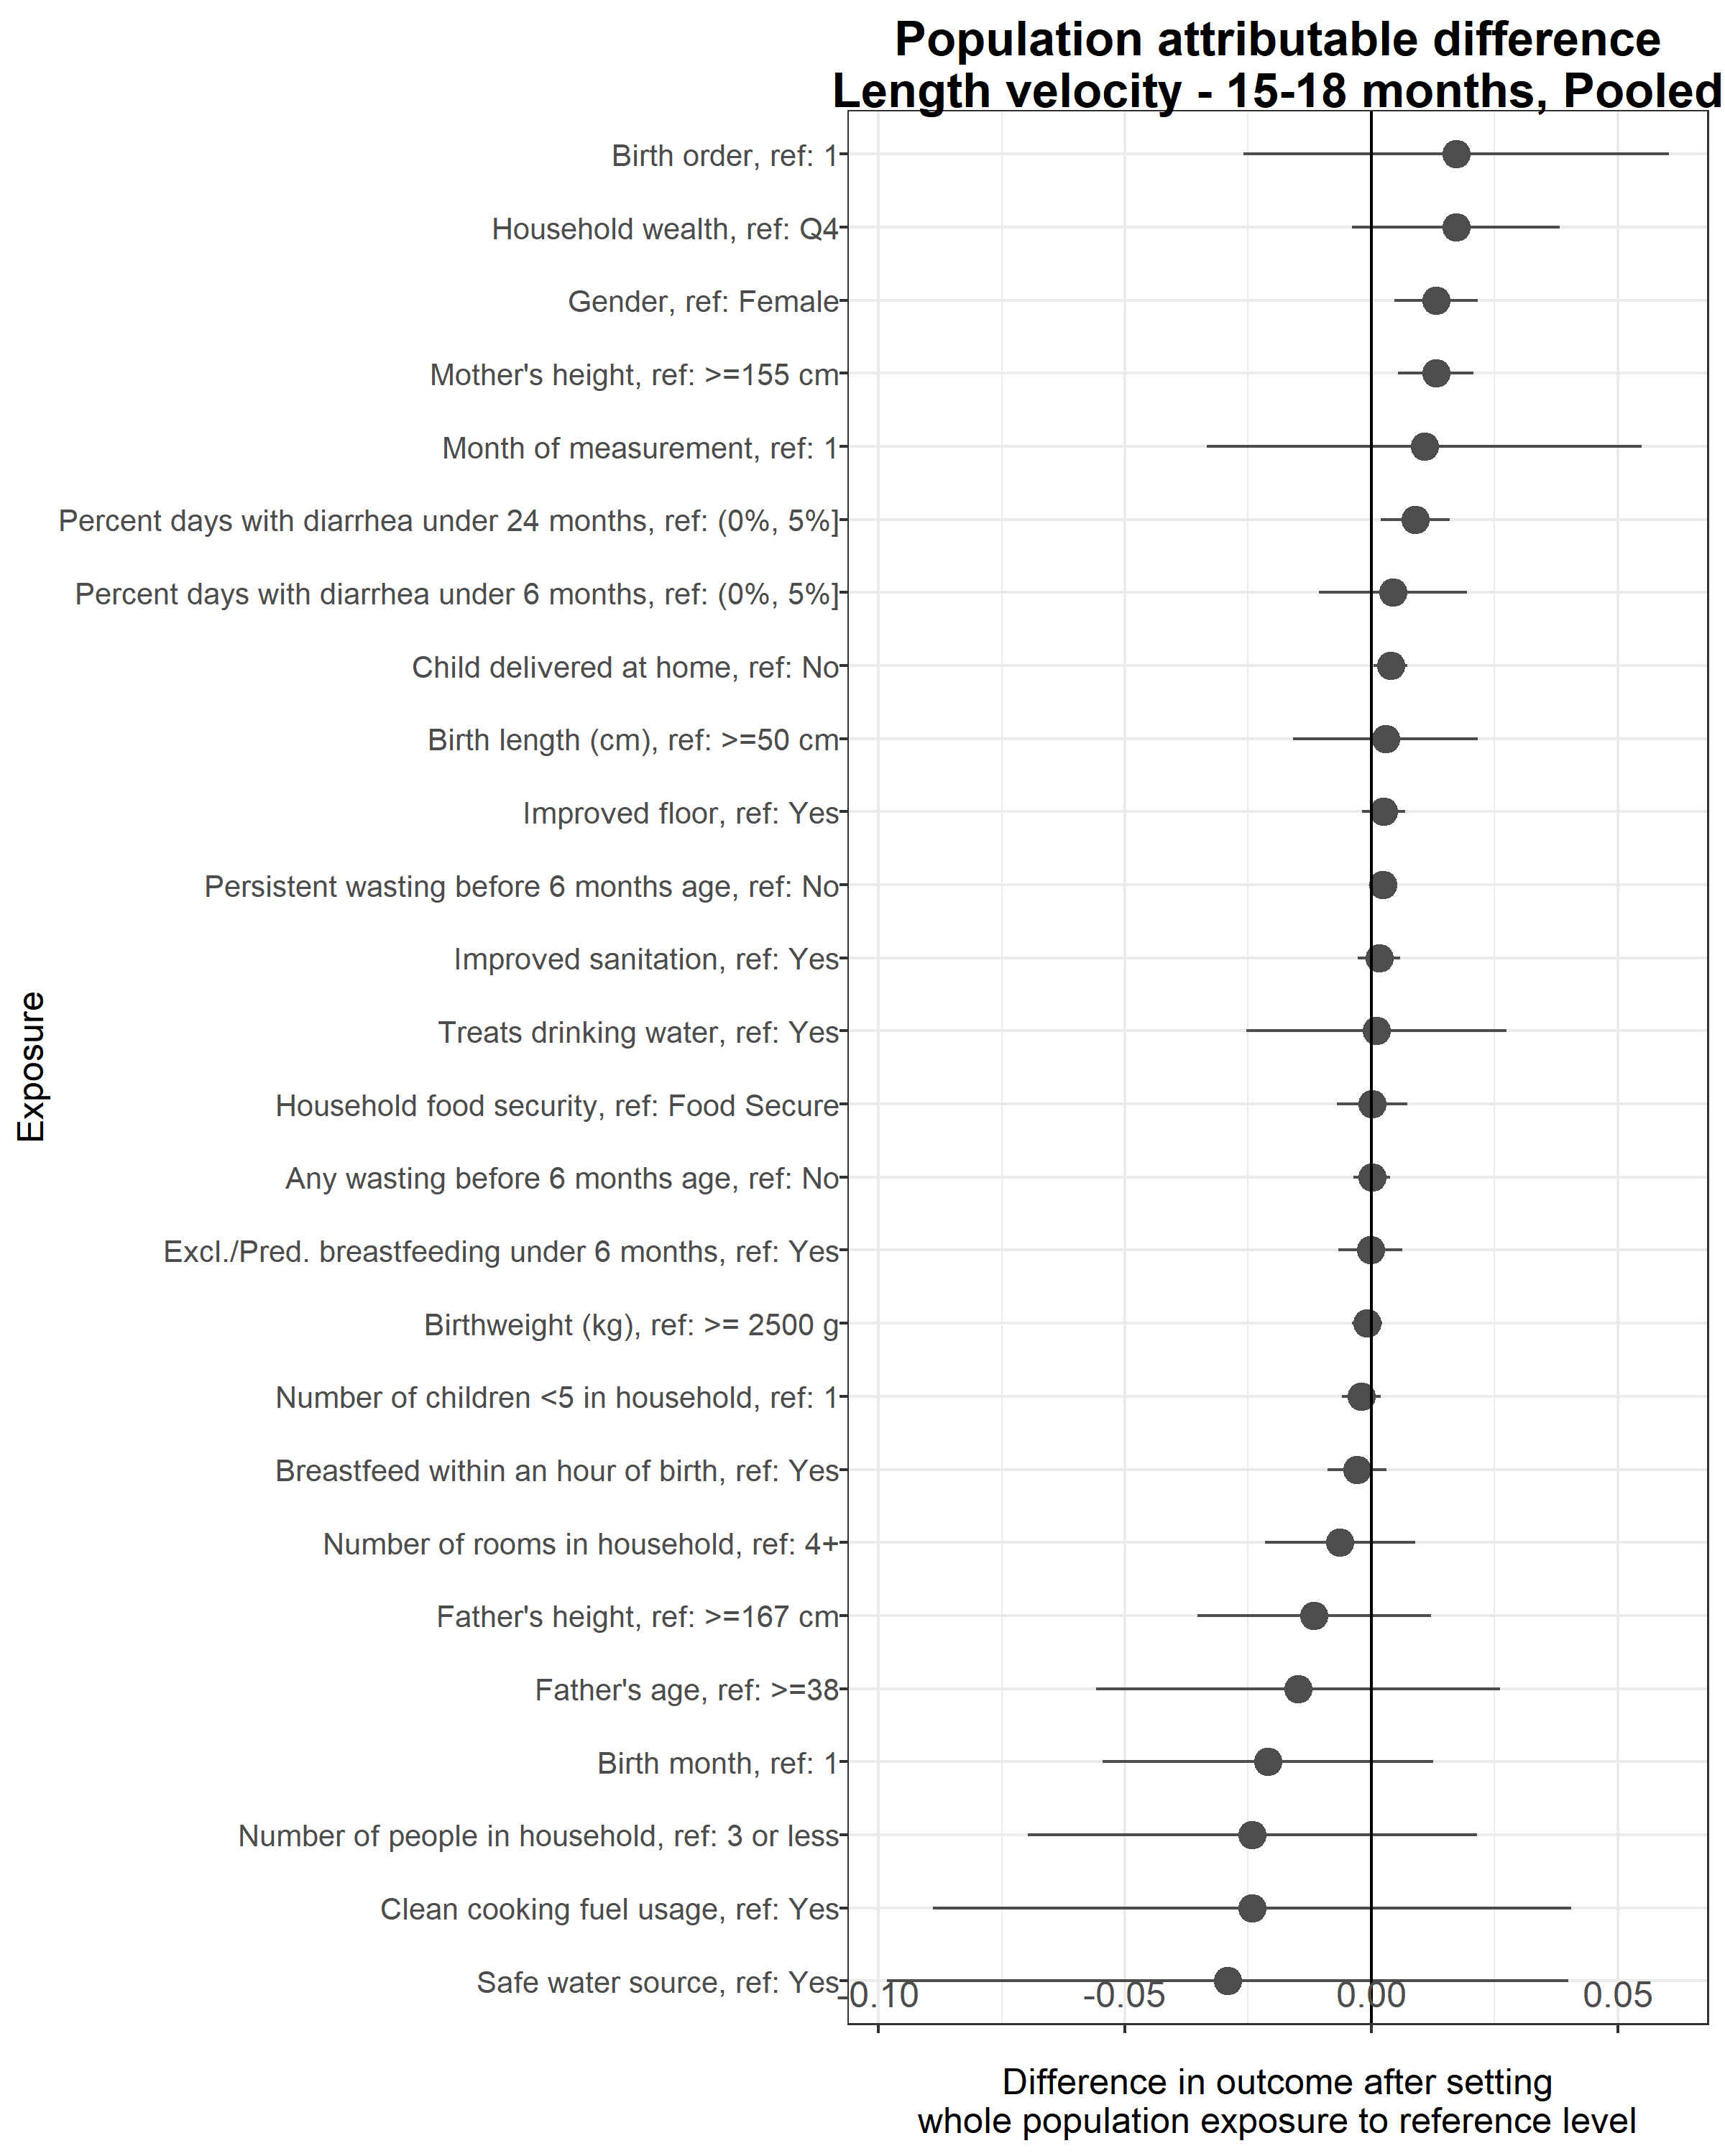 Population attributable difference
Length velocity - 15-18 months, Pooled
Exposure
Birth order, ref: 1
Household wealth, ref: Q4
Gender, ref: Female
Mother's height, ref: >=155 cm
Month of measurement, ref: 1
Percent days with diarrhea under 24 months, ref: (0%, 5%]
Percent days with diarrhea under 6 months, ref: (0%, 5%]
Child delivered at home, ref: No
Birth length (cm), ref: >=50 cm
Improved floor, ref: Yes
Persistent wasting before 6 months age, ref: No
Improved sanitation, ref: Yes
Treats drinking water, ref: Yes
Household food security, ref: Food Secure
Any wasting before 6 months age, ref: No
Excl./Pred. breastfeeding under 6 months, ref: Yes
Birthweight (kg), ref: >= 2500 g
Number of children <5 in household, ref: 1
Breastfeed within an hour of birth, ref: Yes
Number of rooms in household, ref: 4+
Father's height, ref: >=167 cm
Father's age, ref: >=38
Birth month, ref: 1
Number of people in household, ref: 3 or less
Clean cooking fuel usage, ref: Yes
Safe water source, ref: Yes
-0.10 -0.05 0.00 0.05
Difference in outcome after setting
whole population exposure to reference level